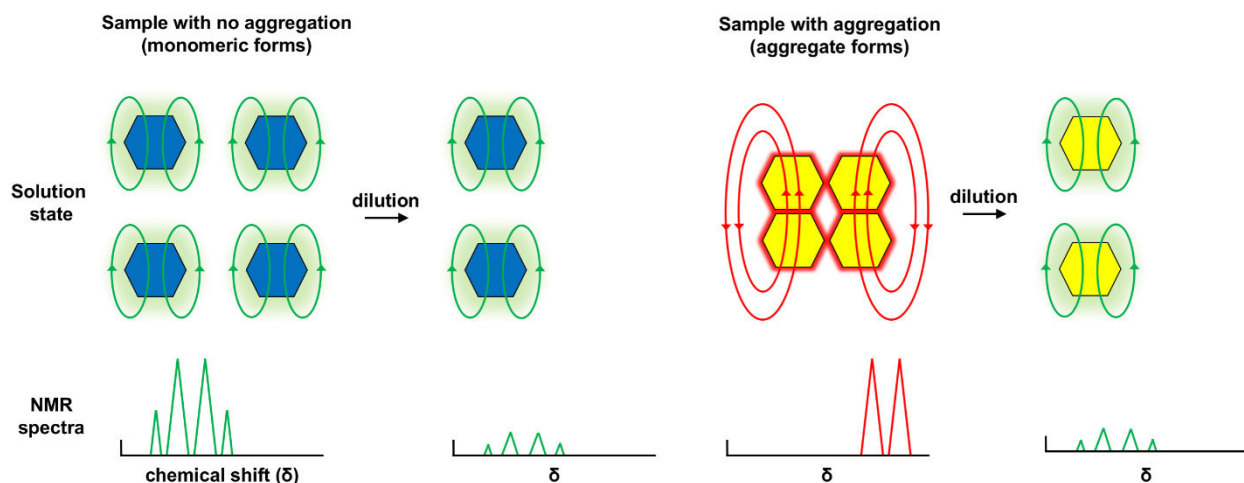 Sample with no aggregation
(monomeric forms)
Sample with aggregation
(aggregate forms)
Solution
state
dilution
dilution
NMR
spectra
chemical shift (δ)
δ
δ
δ